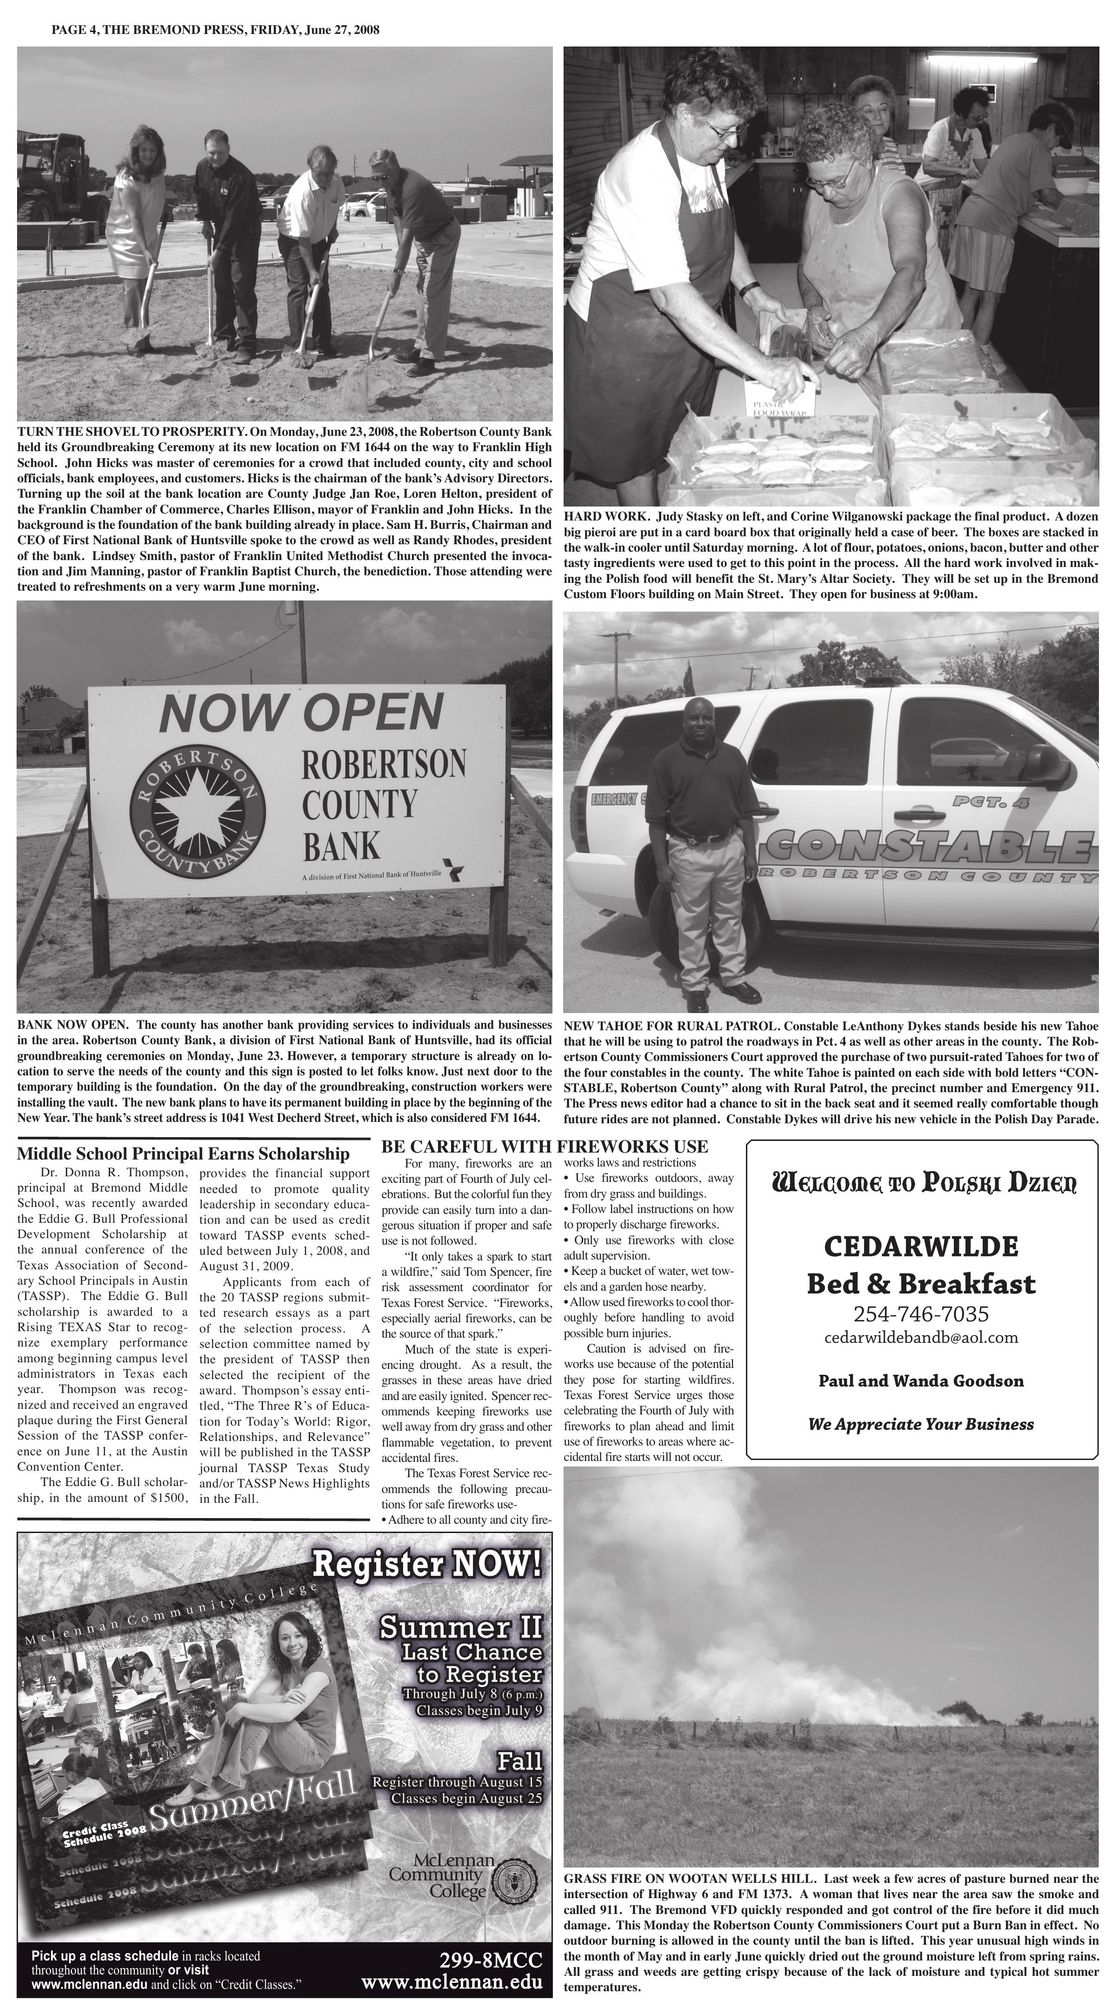 PAGE 4, THE BREMOND PRESS, FRIDAY, June 27, 2008
TURN THE SHOVEL TO PROSPERITY. On Monday, June 23, 2008, the Robertson County Bank
held its Groundbreaking Ceremony at its new location on FM 1644 on the way to Franklin High
School. John Hicks was master of ceremonies for a crowd that included county, city and school
officials, bank employees, and customers. Hicks is the chairman of the bank's Advisory Directors.
Turning up the soil at the bank location are County Judge Jan Roe, Loren Helton, president of
the Franklin Chamber of Commerce, Charles Ellison, mayor of Franklin and John Hicks. In the
background is the foundation of the bank building already in place. Sam H. Burris, Chairman and
CEO of First National Bank of Huntsville spoke to the crowd as well as Randy Rhodes, president
of the bank. Lindsey Smith, pastor of Franklin United Methodist Church presented the invoca-
tion and Jim Manning, pastor of Franklin Baptist Church, the benediction. Those attending were
treated to refreshments on a very warm June morning.
PLASTIC
FOOD WRAP
HARD WORK. Judy Stasky on left, and Corine Wilganowski package the final product. A dozen
big pieroi are put in a card board box that originally held a case of beer. The boxes are stacked in
the walk-in cooler until Saturday morning. A lot of flour, potatoes, onions, bacon, butter and other
tasty ingredients were used to get to this point in the process. All the hard work involved in mak-
ing the Polish food will benefit the St. Mary's Altar Society. They will be set up in the Bremond
Custom Floors building on Main Street. They open for business at 9:00am.
NOW OPEN
ROBERTSON
COUNTY BANK
ROBERTSON
COUNTY
BANK
A division of First National Bank of Huntsville
BANK NOW OPEN. The county has another bank providing services to individuals and businesses
in the area. Robertson County Bank, a division of First National Bank of Huntsville, had its official
groundbreaking ceremonies on Monday, June 23. However, a temporary structure is already on lo-
cation to serve the needs of the county and this sign is posted to let folks know. Just next door to the
temporary building is the foundation. On the day of the groundbreaking, construction workers were
installing the vault. The new bank plans to have its permanent building in place by the beginning of the
New Year. The bank's street address is 1041 West Decherd Street, which is also considered FM 1644.
EMERGENCY
PCT. 4
CONSTABLE
ROBERTSON COUNTY
NEW TAHOE FOR RURAL PATROL. Constable LeAnthony Dykes stands beside his new Tahoe
that he will be using to patrol the roadways in Pct. 4 as well as other areas in the county. The Rob-
ertson County Commissioners Court approved the purchase of two pursuit-rated Tahoes for two of
the four constables in the county. The white Tahoe is painted on each side with bold letters "CON-
STABLE, Robertson County" along with Rural Patrol, the precinct number and Emergency 911.
The Press news editor had a chance to sit in the back seat and it seemed really comfortable though
future rides are not planned. Constable Dykes will drive his new vehicle in the Polish Day Parade.
Middle School Principal Earns Scholarship
Dr. Donna R. Thompson,
principal at Bremond Middle
School, was recently awarded
the Eddie G. Bull Professional
Development Scholarship at
the annual conference of the
Texas Association of Second-
ary School Principals in Austin
(TASSP). The Eddie G. Bull
scholarship is awarded to a
Rising TEXAS Star to recog-
nize exemplary performance
among beginning campus level
administrators in Texas each
year. Thompson was recog-
nized and received an engraved
plaque during the First General
Session of the TASSP confer-
ence on June 11, at the Austin
Convention Center.
The Eddie G. Bull scholar-
ship, in the amount of $1500,
provides the financial support
needed to promote quality
leadership in secondary educa-
tion and can be used as credit
toward TASSP events sched-
uled between July 1, 2008, and
August 31, 2009.
Applicants from each of
the 20 TASSP regions submit-
ted research essays as a part
of the selection process. A
selection committee named by
the president of TASSP then
selected the recipient of the
award. Thompson's essay enti-
tled, "The Three R's of Educa-
tion for Today's World: Rigor,
Relationships, and Relevance"
will be published in the TASSP
journal TASSP Texas Study
and/or TASSP News Highlights
in the Fall.
BE CAREFUL WITH FIREWORKS USE
For many, fireworks are an
exciting part of Fourth of July cel-
ebrations. But the colorful fun they
provide can easily turn into a dan-
gerous situation if proper and safe
use is not followed.
"It only takes a spark to start
a wildfire," said Tom Spencer, fire
risk assessment coordinator for
Texas Forest Service. "Fireworks,
especially aerial fireworks, can be
the source of that spark."
Much of the state is experi-
encing drought. As a result, the
grasses in these areas have dried
and are easily ignited. Spencer rec-
ommends keeping fireworks use
well away from dry grass and other
flammable vegetation, to prevent
accidental fires.
The Texas Forest Service rec-
ommends the following precau-
tions for safe fireworks use-
• Adhere to all county and city fire-
works laws and restrictions
• Use fireworks outdoors, away
from dry grass and buildings.
• Follow label instructions on how
to properly discharge fireworks.
• Only use fireworks with close
adult supervision.
• Keep a bucket of water, wet tow-
els and a garden hose nearby.
• Allow used fireworks to cool thor-
oughly before handling to avoid
possible burn injuries.
Caution is advised on fire-
works use because of the potential
they pose for starting wildfires.
Texas Forest Service urges those
celebrating the Fourth of July with
fireworks to plan ahead and limit
use of fireworks to areas where ac-
cidental fire starts will not occur.
WELCOME TO POLSKI DZIEN
CEDARWILDE
Bed & Breakfast
254-746-7035
cedarwildebandb@aol.com
Paul and Wanda Goodson
We Appreciate Your Business
Register NOW!
McLennan Community College
Summer II
Last Chance
to Register
Through July 8 (6 p.m.)
Classes begin July 9
Fall
Register through August 15
Classes begin August 25
Summer/Fall
Credit Class
Schedule 2008
Summer/Fall
Schedule 2008
Summer/Fall
Schedule 2008
McLennan
Community
College
Pick up a class schedule in racks located
throughout the community or visit
www.mclennan.edu and click on "Credit Classes."
299-8MCC
www.mclennan.edu
GRASS FIRE ON WOOTAN WELLS HILL. Last week a few acres of pasture burned near the
intersection of Highway 6 and FM 1373. A woman that lives near the area saw the smoke and
called 911. The Bremond VFD quickly responded and got control of the fire before it did much
damage. This Monday the Robertson County Commissioners Court put a Burn Ban in effect. No
outdoor burning is allowed in the county until the ban is lifted. This year unusual high winds in
the month of May and in early June quickly dried out the ground moisture left from spring rains.
All grass and weeds are getting crispy because of the lack of moisture and typical hot summer
temperatures.